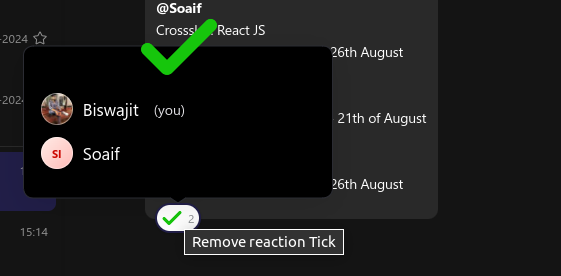 @Soaif
React JS
-2024
26th August
-2024
Biswajit (you)
21th of August
SI
Soaif
26th August
2
15:14
Remove reaction Tick